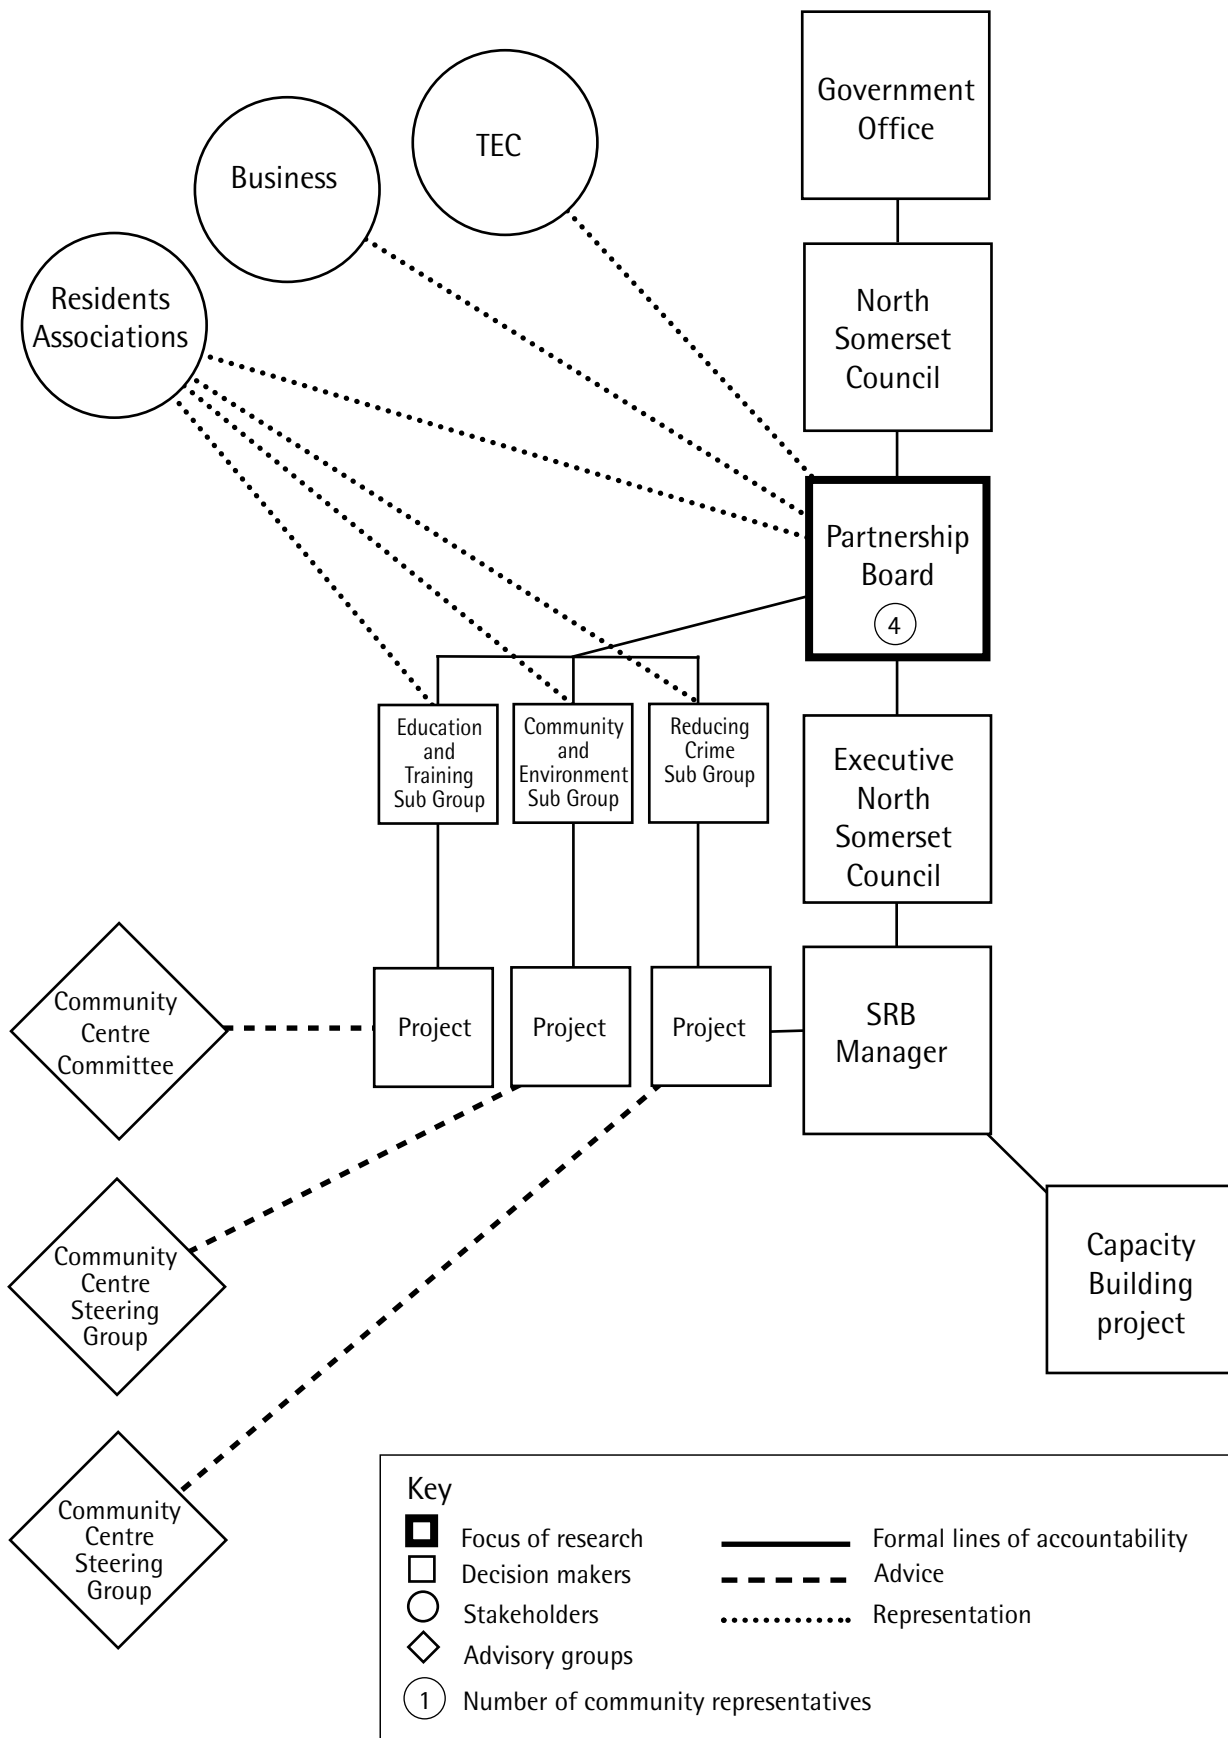 Government
Office
TEC
Business
Residents
Associations
North
Somerset
Council
Partnership
Board
4
Education
and
Training
Sub Group
Community
and
Environment
Sub Group
Reducing
Crime
Sub Group
Executive
North
Somerset
Council
Community
Centre
Committee
Project
Project
Project
SRB
Manager
Community
Centre
Steering
Group
Capacity
Building
project
Community
Centre
Steering
Group
Key
Focus of research
Decision makers
Stakeholders
Advisory groups
1 Number of community representatives
Formal lines of accountability
Advice
Representation